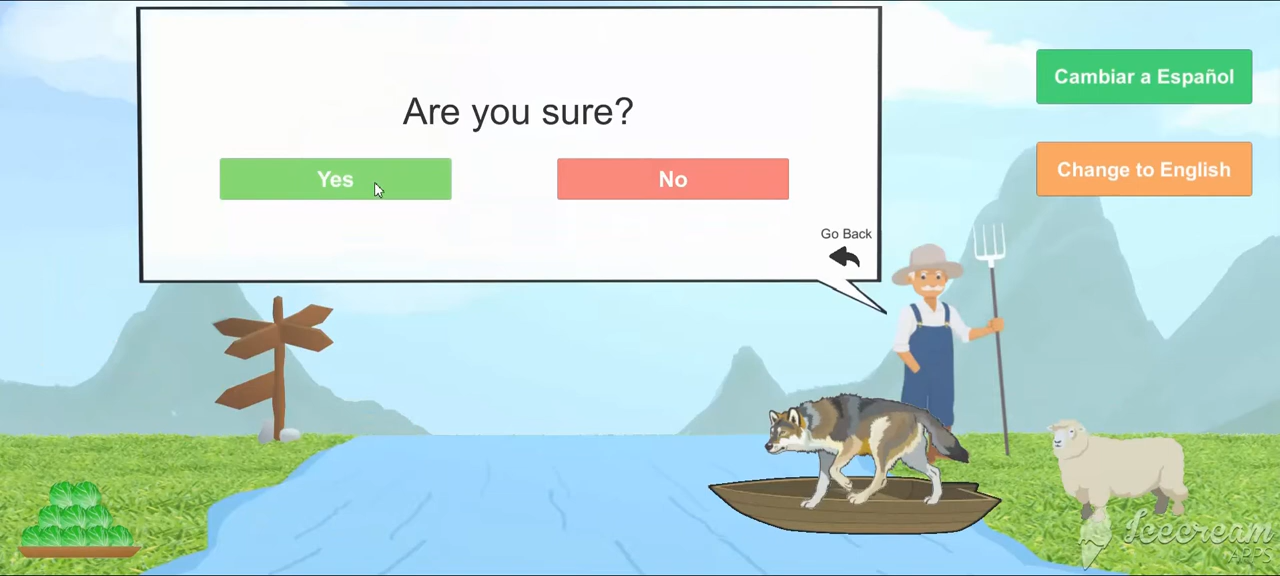 Are you sure?
Yes
No
Go Back
Cambiar a Español
Change to English
Icecream
APPS